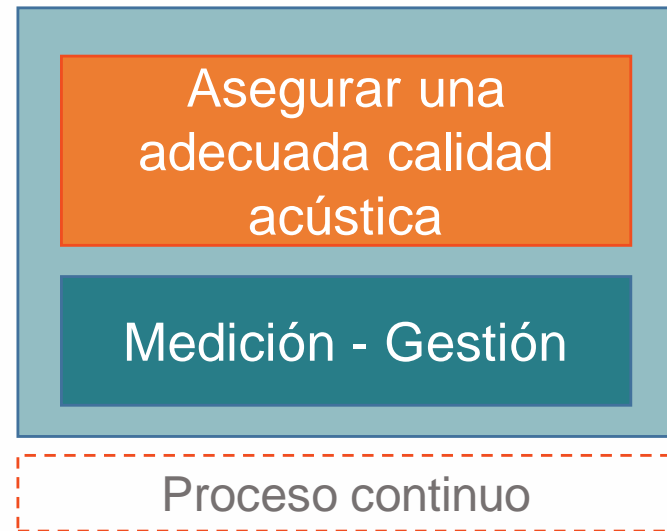 Asegurar una
adecuada calidad
acústica
Medición - Gestión
Proceso continuo